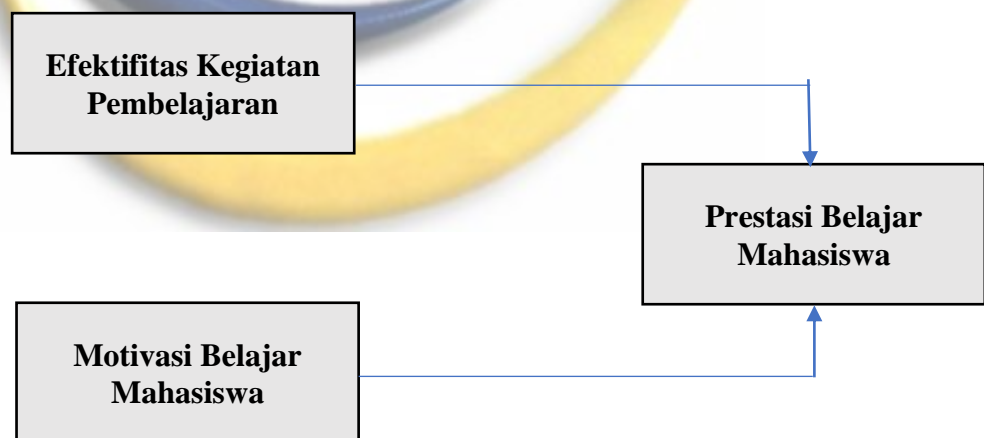 Efektifitas Kegiatan
Pembelajaran
Prestasi Belajar
Mahasiswa
Motivasi Belajar
Mahasiswa